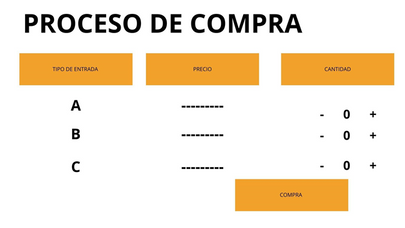 PROCESO DE COMPRA
TIPO DE ENTRADA PRECIO CANTIDAD
A --------- - 0 +
B --------- - 0 +
C --------- - 0 +
COMPRA